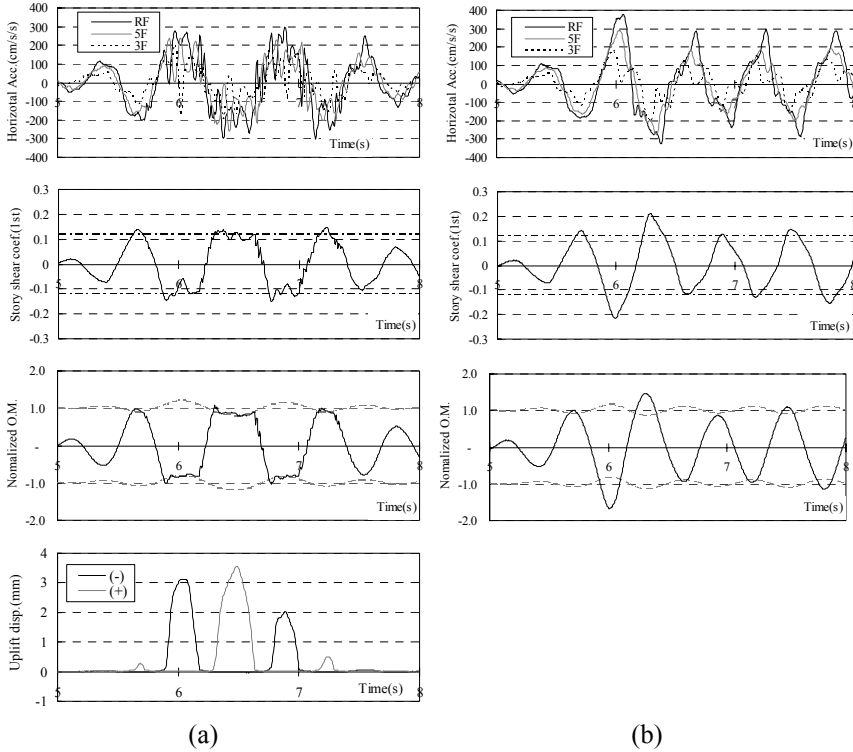 400
300
200
100
0
-100
-200
-300
-400
Horizotal Acc.(cm/s/s)
RF
5F
3F
5 6 7 8
Time(s)
0.3
0.2
0.1
0
-0.1
-0.2
-0.3
Story shear coef.(1st)
5 6 7 8
Time(s)
2.0
1.0
-
-1.0
-2.0
Nomalized O.M.
5 6 7 8
Time(s)
4
3
2
1
0
-1
Uplift disp.(mm)
(-)
(+)
5 6 7 8
Time(s)
(a)
400
300
200
100
0
-100
-200
-300
-400
Horizotal Acc.(cm/s/s)
RF
5F
3F
5 6 7 8
Time(s)
0.3
0.2
0.1
0
-0.1
-0.2
-0.3
Story shear coef.(1st)
5 6 7 8
Time(s)
2.0
1.0
-
-1.0
-2.0
Nomalized O.M.
5 6 7 8
Time(s)
(b)